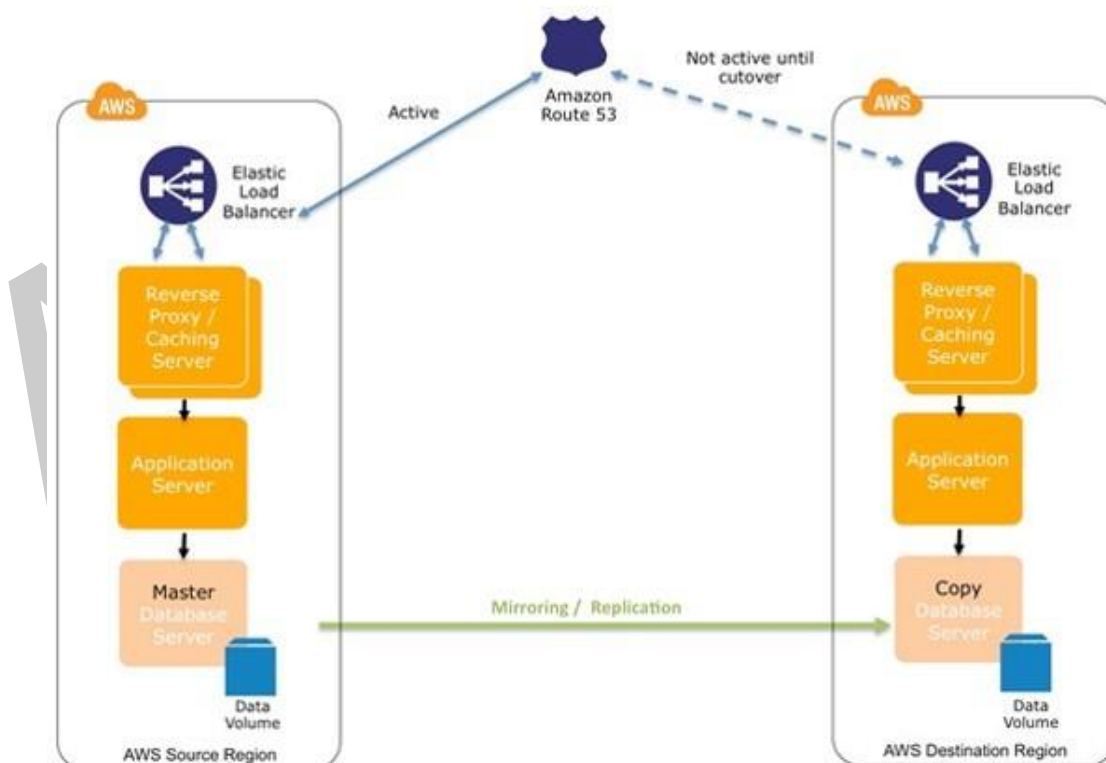 Amazon
Route 53
Active
Not active until
cutover
AWS
Elastic
Load
Balancer
Reverse
Proxy /
Caching
Server
Application
Server
Master
Database
Server
Data
Volume
AWS Source Region
Mirroring / Replication
AWS
Elastic
Load
Balancer
Reverse
Proxy /
Caching
Server
Application
Server
Copy
Database
Server
Data
Volume
AWS Destination Region